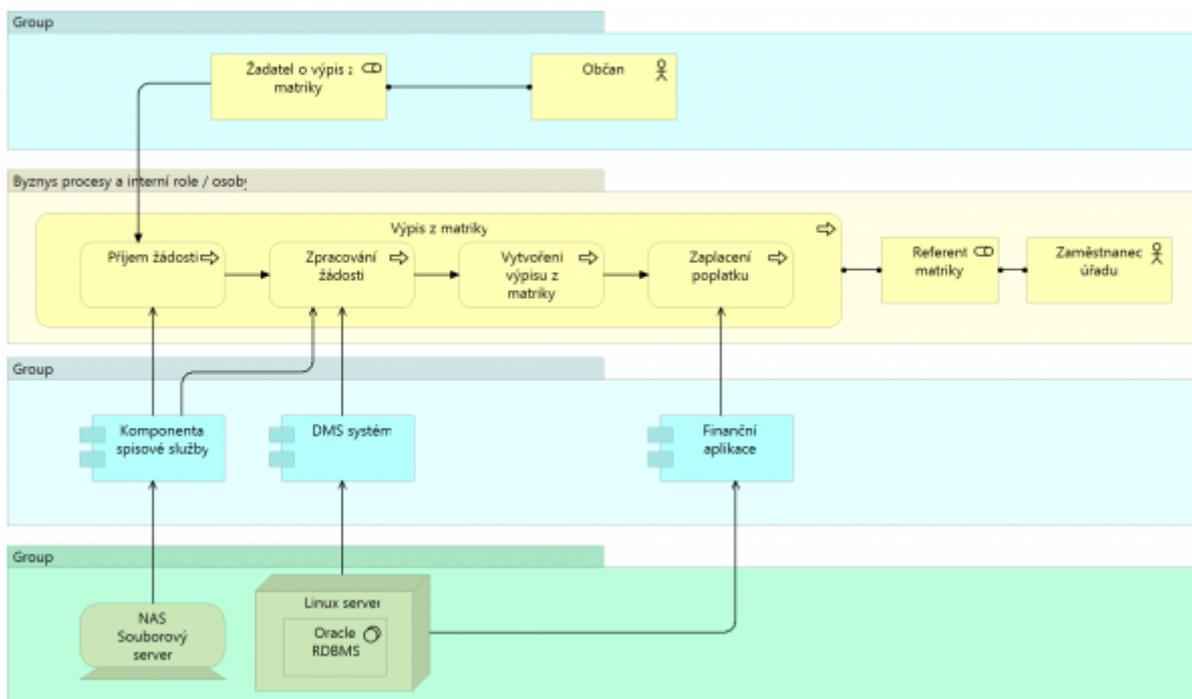 Group
Žadatel o výpis z
matriky
Občan
Byznys procesy a interní role / osoby
Výpis z matriky
Příjem žádosti
Zpracování
žádosti
Vytvoření
výpisu z
matriky
Zaplacení
poplatku
Referent
matriky
Zaměstnanec
úřadu
Group
Komponenta
spisové služby
DMS systém
Finanční
aplikace
Group
NAS
Souborový
server
Linux server
Oracle
RDBMS